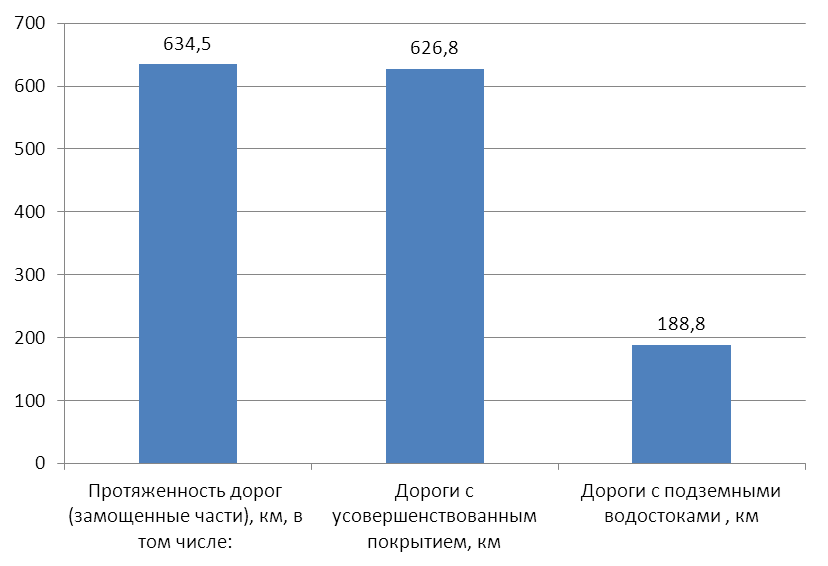 700
600
500
400
300
200
100
0
634,5
626,8
188,8
Протяженность дорог
(замощенные части), км, в
том числе:
Дороги с
усовершенствованным
покрытием, км
Дороги с подземными
водостоками , км